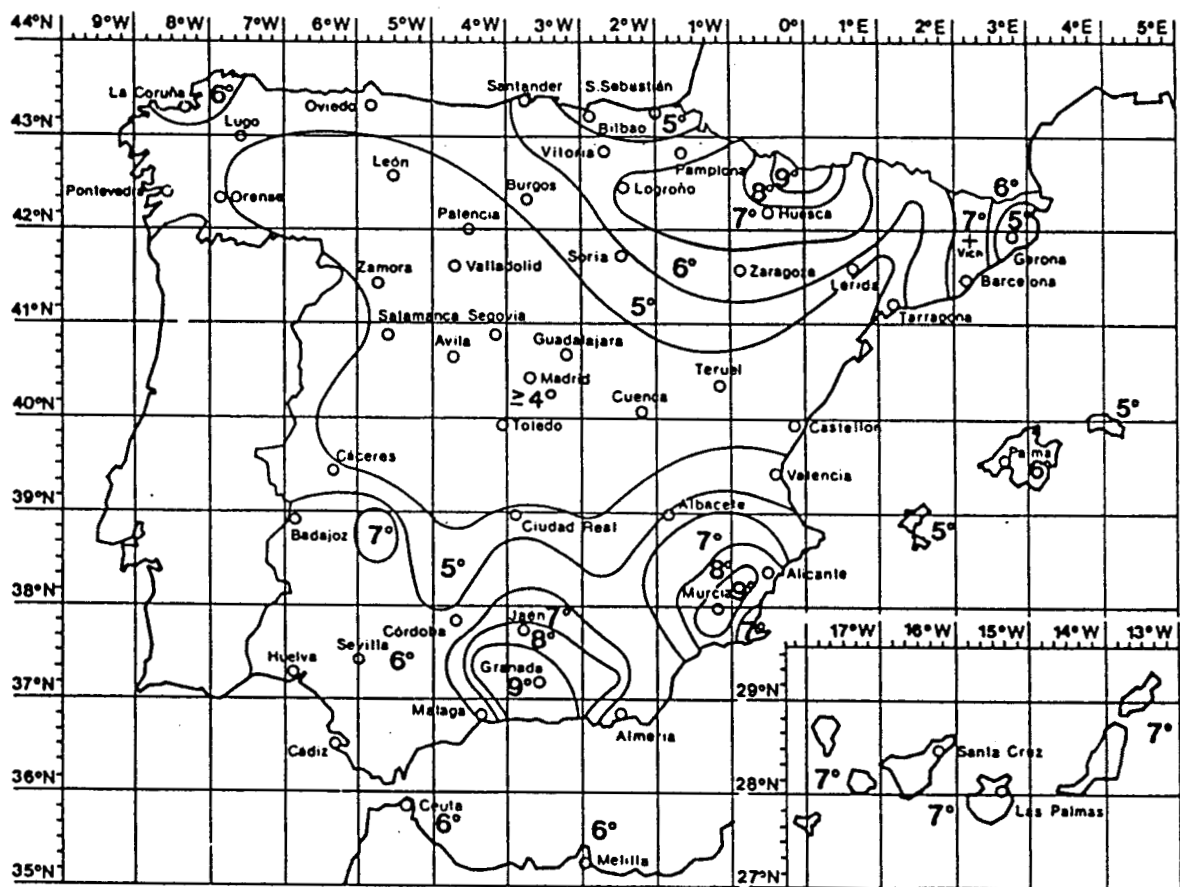 9°W 8°W 7°W 6°W 5°W 4°W 3°W 2°W 1°W 0° 1°E 2°E 3°E 4°E 5°E
44°N
La Coruña 6° Oviedo Santander S.Sebastián
43°N
Lugo Bilbao 5°
León Vitoria Pamplona 9°
Pontevedra Orense Burgos Logroño 8° 6°
42°N
Palencia 7° Huesca 7° 5°
Vich Gerona
Zamora Valladolid Soria 6° Zaragoza Lérida Barcelona
41°N
5° Tarragona
Salamanca Segovia
Avila Guadalajara
Madrid Teruel
≥ 4° Cuenca
40°N
Toledo Castellón 5°
Cáceres Valencia Palma
6°
39°N
Badajoz 7° Ciudad Real Albacete 5°
5° 7°
8° Alicante
38°N
Murcia 9°
Córdoba Jaén 7° 7°
Sevilla 6° 8°
Huelva Granada
37°N
9°
Málaga Almería
Cádiz
36°N
Ceuta 6° 6°
Melilla
35°N
17°W 16°W 15°W 14°W 13°W
29°N
7°
Santa Cruz
7°
28°N
7° Las Palmas
27°N